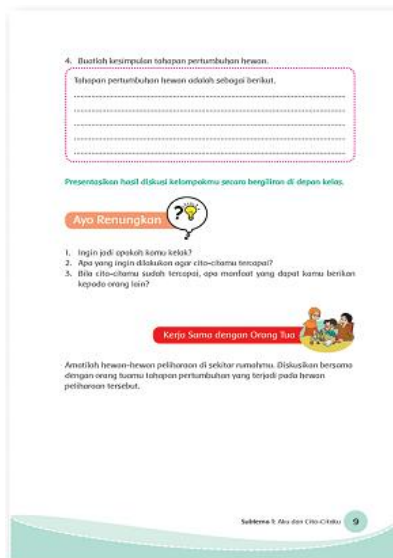 4. Buatlah kesimpulan tahapan pertumbuhan hewan.
Tahapan pertumbuhan hewan adalah sebagai berikut.
Presentasikan hasil diskusi kelompokmu secara bergiliran di depan kelas.
Ayo Renungkan
1. Ingin jadi apakah kamu kelak?
2. Apa yang ingin dilakukan agar cita-citamu tercapai?
3. Bila cita-citamu sudah tercapai, apa manfaat yang dapat kamu berikan
kepada orang lain?
Kerja Sama dengan Orang Tua
Amatilah hewan-hewan peliharaan di sekitar rumahmu. Diskusikan bersama
dengan orang tuamu tahapan pertumbuhan yang terjadi pada hewan
peliharaan tersebut.
Subtema 1: Aku dan Cita-Citaku 9